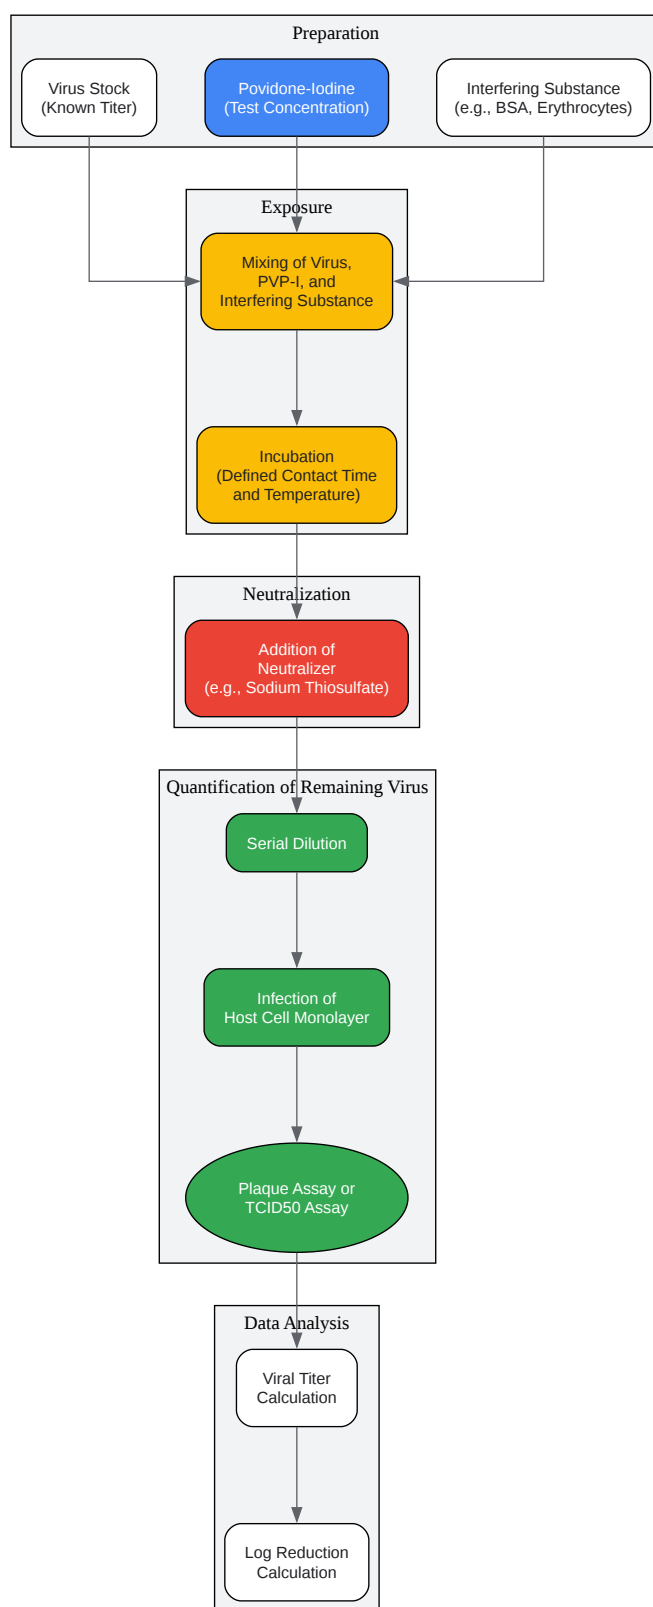 Preparation
Virus Stock
(Known Titer)
Povidone-Iodine
(Test Concentration)
Interfering Substance
(e.g., BSA, Erythrocytes)
Exposure
Mixing of Virus,
PVP-I, and
Interfering Substance
Incubation
(Defined Contact Time
and Temperature)
Neutralization
Addition of
Neutralizer
(e.g., Sodium Thiosulfate)
Quantification of Remaining Virus
Serial Dilution
Infection of
Host Cell Monolayer
Plaque Assay or
TCID50 Assay
Data Analysis
Viral Titer
Calculation
Log Reduction
Calculation